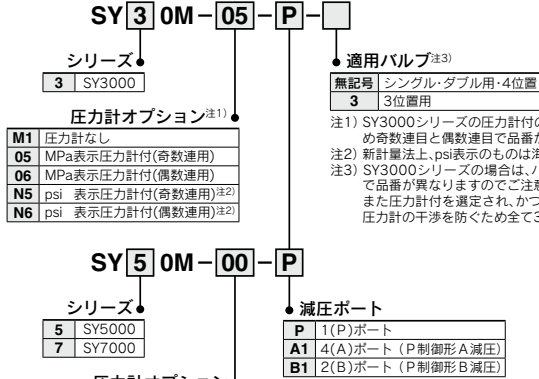 SY 3 0M－05－P－
シリーズ
3 SY3000
圧力計オプション注1)
M1 圧力計なし
05 MPa表示圧力計付(奇数連用)
06 MPa表示圧力計付(偶数連用)
N5 psi 表示圧力計付(奇数連用)注2)
N6 psi 表示圧力計付(偶数連用)注2)
適用バルブ注3)
無記号 シングル・ダブル用・4位置
3 3位置用
注1) SY3000シリーズの圧力計付の
め奇数連目と偶数連目で品番が
注2) 新計量法上、psi表示のものは海
注3) SY3000シリーズの場合は、バ
で品番が異なりますのでご注意
また圧力計付を選定され、かつ
圧力計の干渉を防ぐため全て3
SY 5 0M－00－P
シリーズ
5 SY5000
7 SY7000
減圧ポート
P 1(P)ポート
A1 4(A)ポート (P制御形A減圧)
B1 2(B)ポート (P制御形B減圧)
圧力計オプション